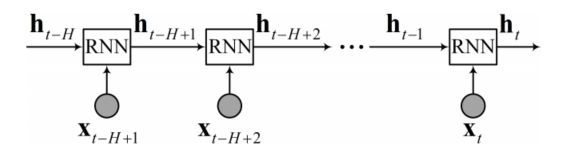 h_{t-H} h_{t-H+1} h_{t-H+2} h_{t-1} h_t
RNN RNN ... RNN
x_{t-H+1} x_{t-H+2} x_t